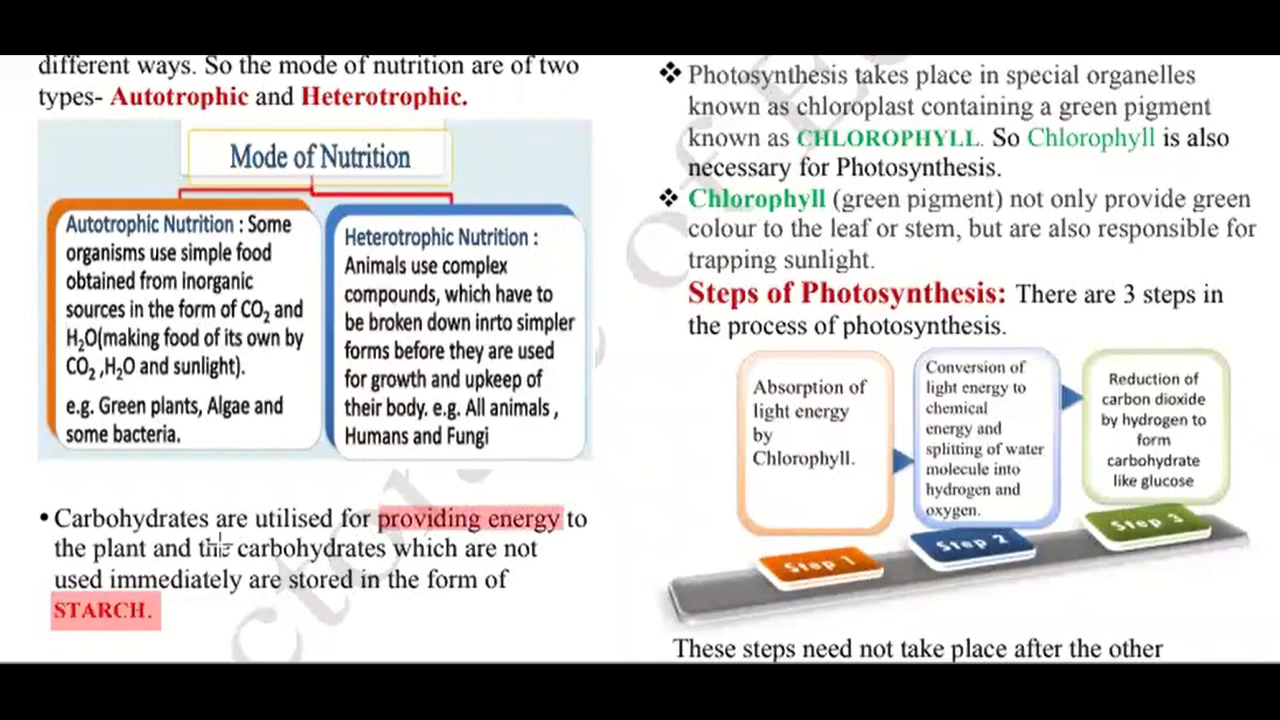 different ways. So the mode of nutrition are of two
types- Autotrophic and Heterotrophic.
Mode of Nutrition
Autotrophic Nutrition : Some
organisms use simple food
obtained from inorganic
sources in the form of CO₂ and
H₂O(making food of its own by
CO₂ ,H₂O and sunlight).
e.g. Green plants, Algae and
some bacteria.
Heterotrophic Nutrition :
Animals use complex
compounds, which have to
be broken down inrto simpler
forms before they are used
for growth and upkeep of
their body. e.g. All animals ,
Humans and Fungi
• Carbohydrates are utilised for providing energy to
the plant and the carbohydrates which are not
used immediately are stored in the form of
STARCH.
❖ Photosynthesis takes place in special organelles
known as chloroplast containing a green pigment
known as CHLOROPHYLL. So Chlorophyll is also
necessary for Photosynthesis.
❖ Chlorophyll (green pigment) not only provide green
colour to the leaf or stem, but are also responsible for
trapping sunlight.
Steps of Photosynthesis: There are 3 steps in
the process of photosynthesis.
Absorption of
light energy
by
Chlorophyll.
Step 1
Conversion of
light energy to
chemical
energy and
splitting of water
molecule into
hydrogen and
oxygen.
Step 2
Reduction of
carbon dioxide
by hydrogen to
form
carbohydrate
like glucose
Step 3
These steps need not take place after the other